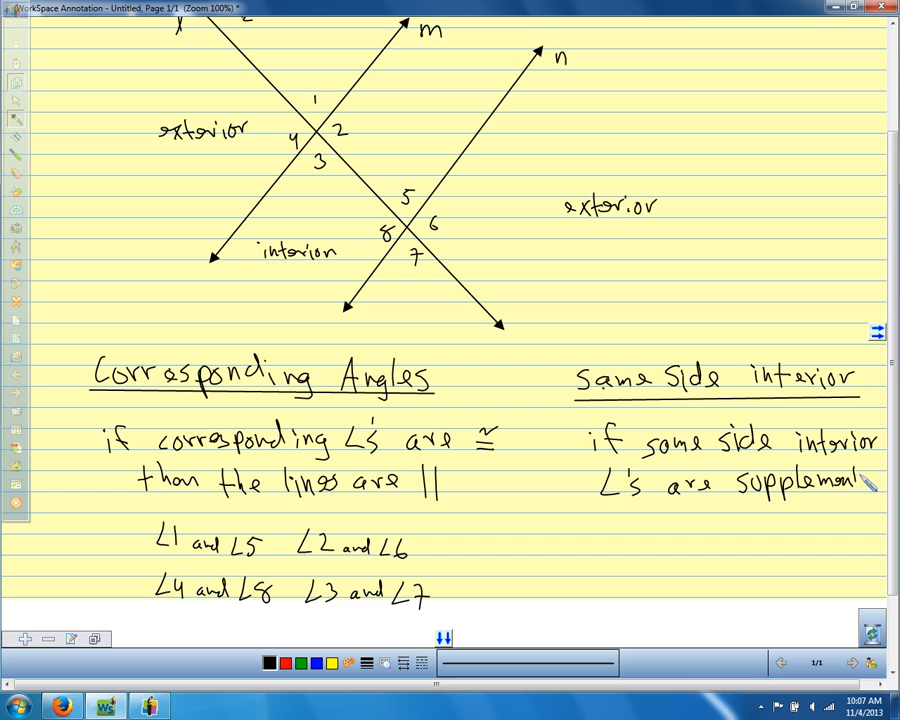 WorkSpace Annotation - Untitled, Page 1/1 (Zoom 100%) *
m
n
1
exterior
4
2
3
5
exterior
8
6
interior
7
Corresponding Angles
if corresponding ∠'s are ≅
than the lines are ||
∠1 and ∠5 ∠2 and ∠6
∠4 and ∠8 ∠3 and ∠7
same side interior
if same side interior
∠'s are supplement
1/1
10:07 AM
11/4/2013